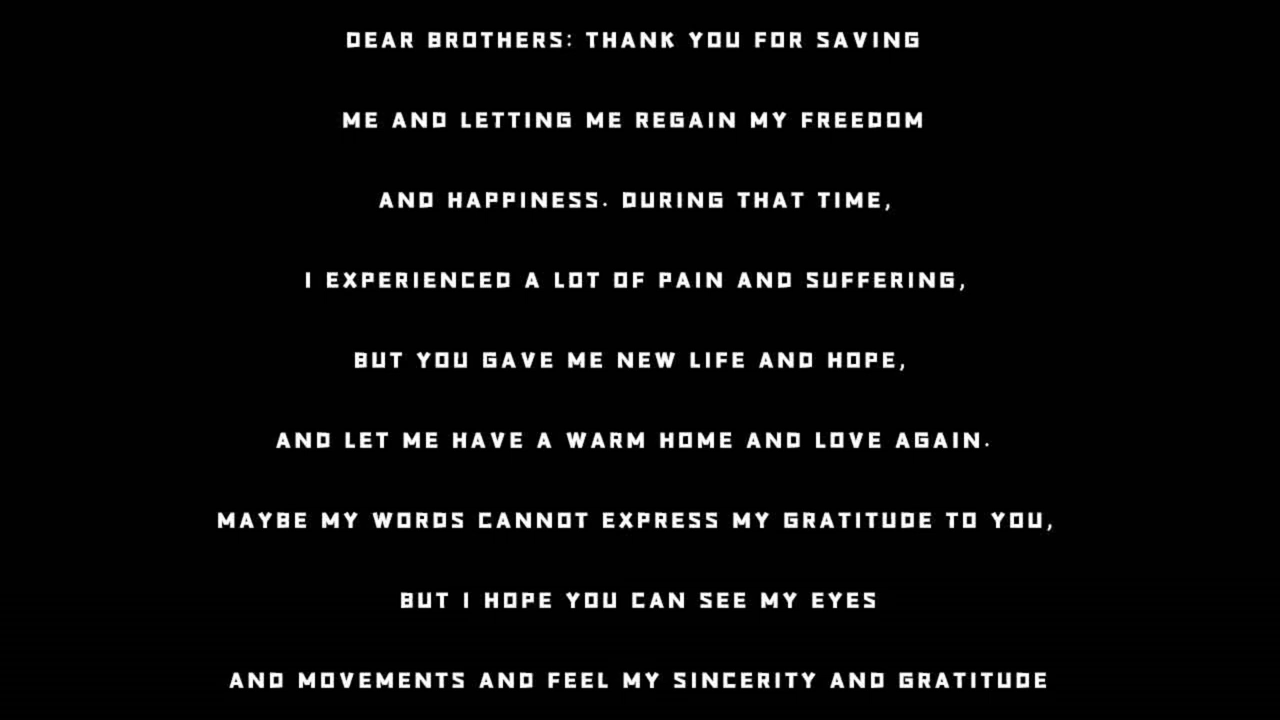 DEAR BROTHERS: THANK YOU FOR SAVING
ME AND LETTING ME REGAIN MY FREEDOM
AND HAPPINESS. DURING THAT TIME,
I EXPERIENCED A LOT OF PAIN AND SUFFERING,
BUT YOU GAVE ME NEW LIFE AND HOPE,
AND LET ME HAVE A WARM HOME AND LOVE AGAIN.
MAYBE MY WORDS CANNOT EXPRESS MY GRATITUDE TO YOU,
BUT I HOPE YOU CAN SEE MY EYES
AND MOVEMENTS AND FEEL MY SINCERITY AND GRATITUDE